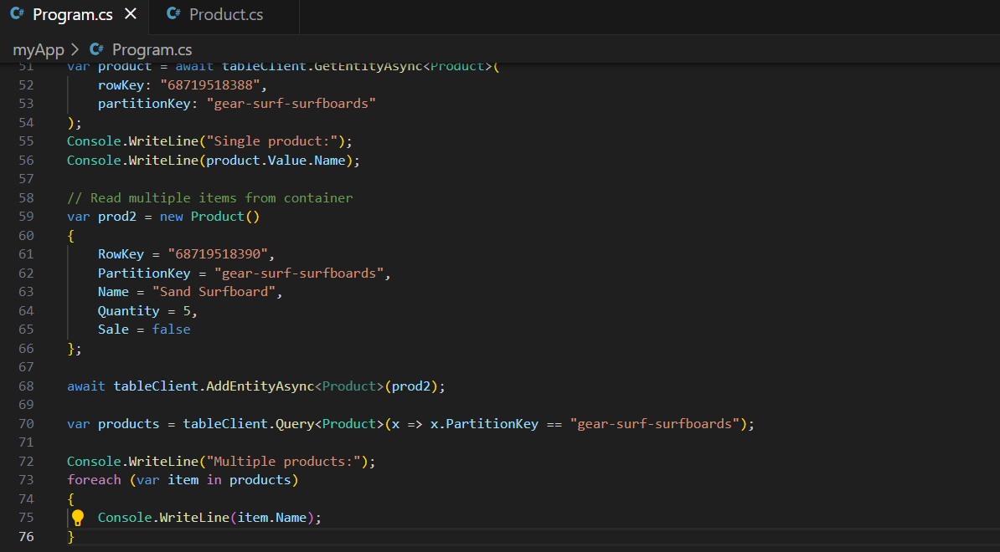 C# Program.cs × C# Product.cs
myApp > C# Program.cs
51 var product = await tableClient.GetEntityAsync<Product>(
52 rowKey: "68719518388",
53 partitionKey: "gear-surf-surfboards"
54 );
55 Console.WriteLine("Single product:");
56 Console.WriteLine(product.Value.Name);
57
58 // Read multiple items from container
59 var prod2 = new Product()
60 {
61 RowKey = "68719518390",
62 PartitionKey = "gear-surf-surfboards",
63 Name = "Sand Surfboard",
64 Quantity = 5,
65 Sale = false
66 };
67
68 await tableClient.AddEntityAsync<Product>(prod2);
69
70 var products = tableClient.Query<Product>(x => x.PartitionKey == "gear-surf-surfboards");
71
72 Console.WriteLine("Multiple products:");
73 foreach (var item in products)
74 {
75 Console.WriteLine(item.Name);
76 }